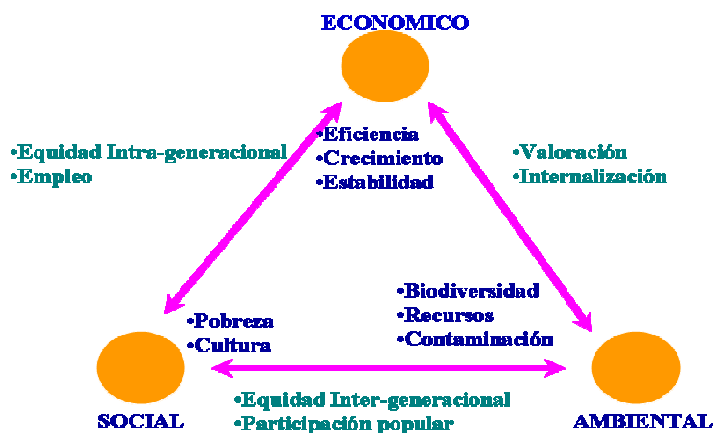 ECONOMICO
•Eficiencia
•Crecimiento
•Estabilidad
•Equidad Intra-generacional
•Empleo
•Valoración
•Internalización
•Pobreza
•Cultura
•Biodiversidad
•Recursos
•Contaminación
•Equidad Inter-generacional
•Participación popular
SOCIAL
AMBIENTAL